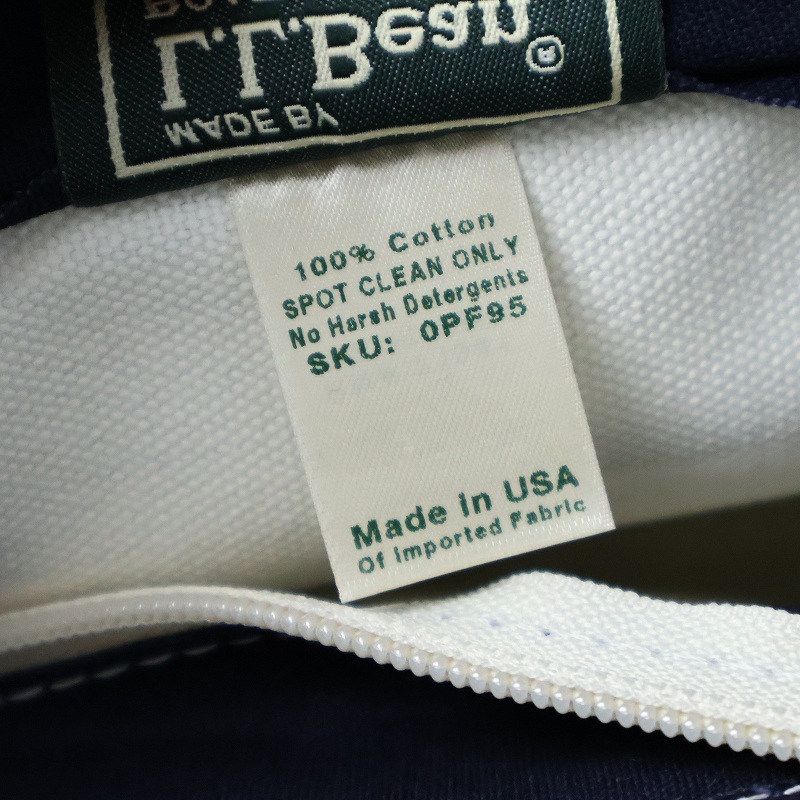 L.L.Bean®
MADE BY
100% Cotton
SPOT CLEAN ONLY
No Harsh Detergents
SKU: 0PF95
Made in USA
Of Imported Fabric